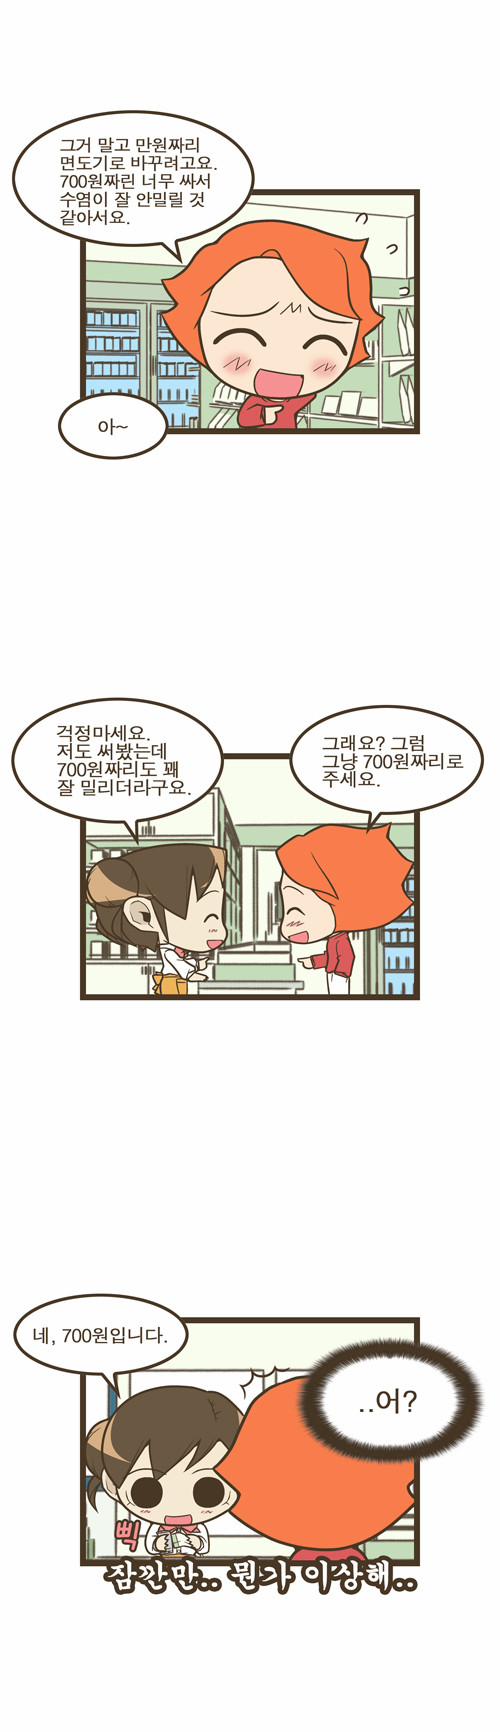 그거 말고 만원짜리
면도기로 바꾸려고요.
700원짜린 너무 싸서
수염이 잘 안밀릴 것
같아서요.
아~
걱정마세요.
저도 써봤는데
700원짜리도 꽤
잘 밀리더라구요.
그래요? 그럼
그냥 700원짜리로
주세요.
네, 700원입니다.
..어?
삑
잠깐만.. 뭔가 이상해..